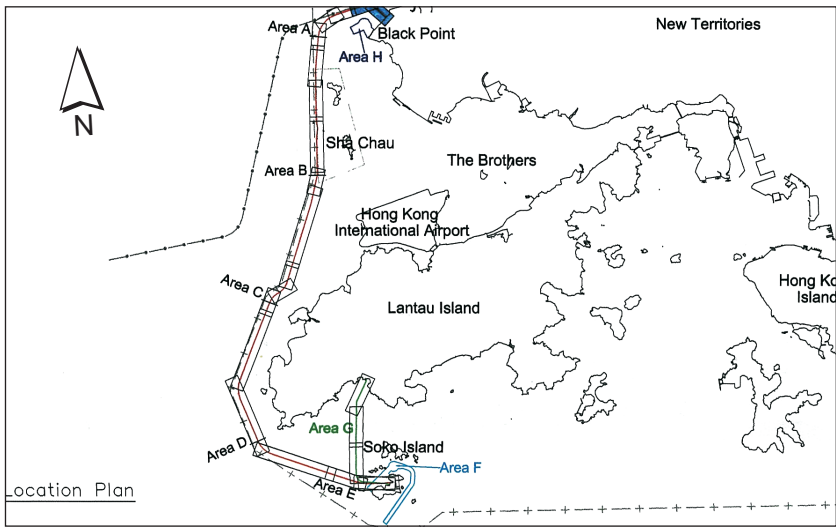 New Territories
Area A
Black Point
Area H
N
Sha Chau
The Brothers
Area B
Hong Kong
International Airport
Area C
Lantau Island
Hong Ko
Island
Area G
Area D
Soko Island
Area F
Area E
Location Plan